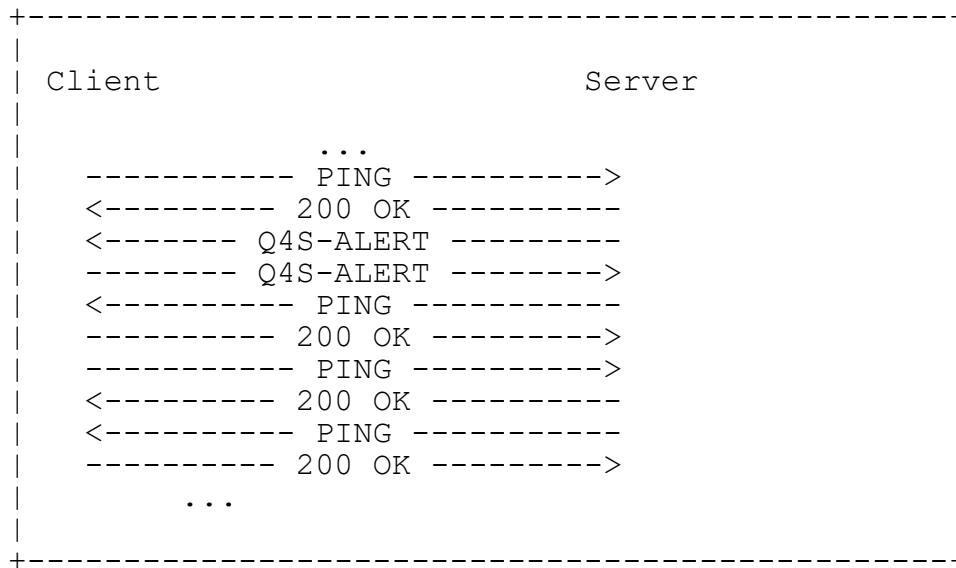 +------------------------------------------------
|
| Client                      Server
|
|               ...
|   ----------- PING ---------->
|   <--------- 200 OK ----------
|   <------- Q4S-ALERT ---------
|   -------- Q4S-ALERT -------->
|   <---------- PING -----------
|   ---------- 200 OK --------->
|   ----------- PING ---------->
|   <--------- 200 OK ----------
|   <---------- PING -----------
|   ---------- 200 OK --------->
|        ...
|
+------------------------------------------------